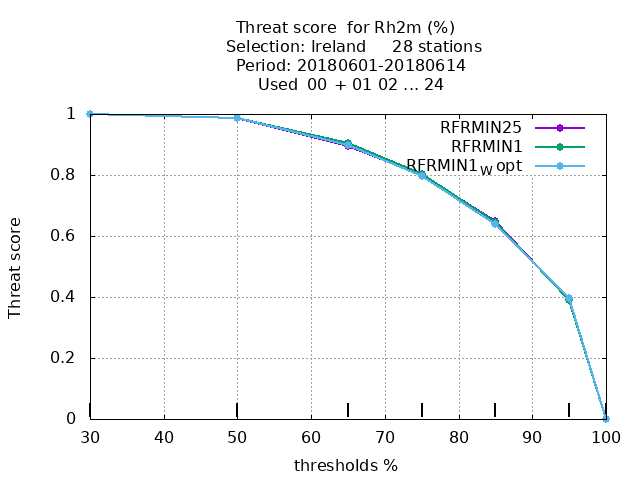 Threat score  for Rh2m (%)
Selection: Ireland     28 stations
Period: 20180601-20180614
Used  00 + 01 02 ... 24
RFRMIN25
RFRMIN1
RFRMIN1W opt
1
0.8
0.6
0.4
0.2
0
Threat score
30 40 50 60 70 80 90 100
thresholds %